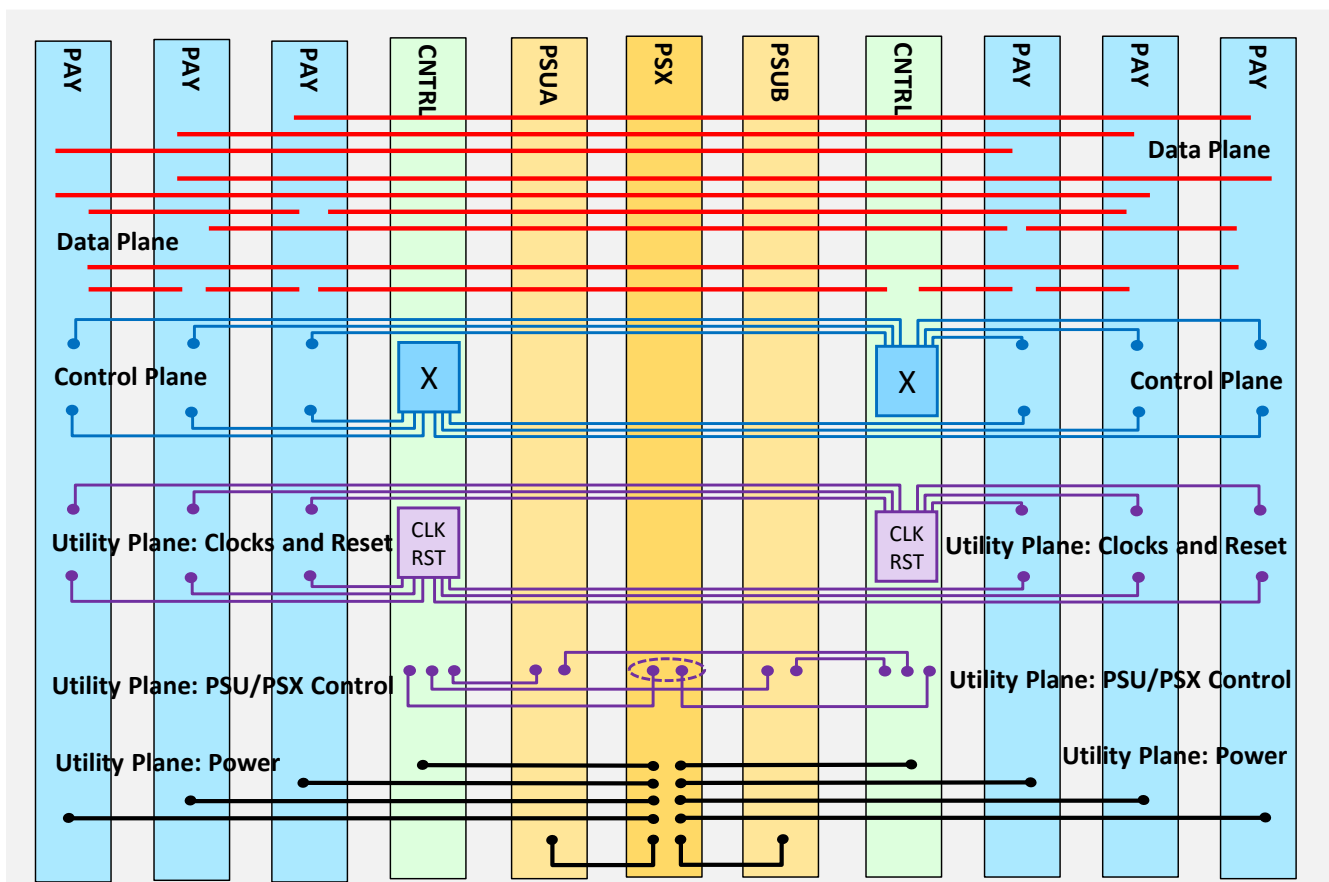 PAY
PAY
PAY
CNTRL
PSUA
PSX
PSUB
CNTRL
PAY
PAY
PAY
Data Plane
Data Plane
Control Plane
X
X
Control Plane
Utility Plane: Clocks and Reset
CLK
RST
CLK
RST
Utility Plane: Clocks and Reset
Utility Plane: PSU/PSX Control
Utility Plane: PSU/PSX Control
Utility Plane: Power
Utility Plane: Power